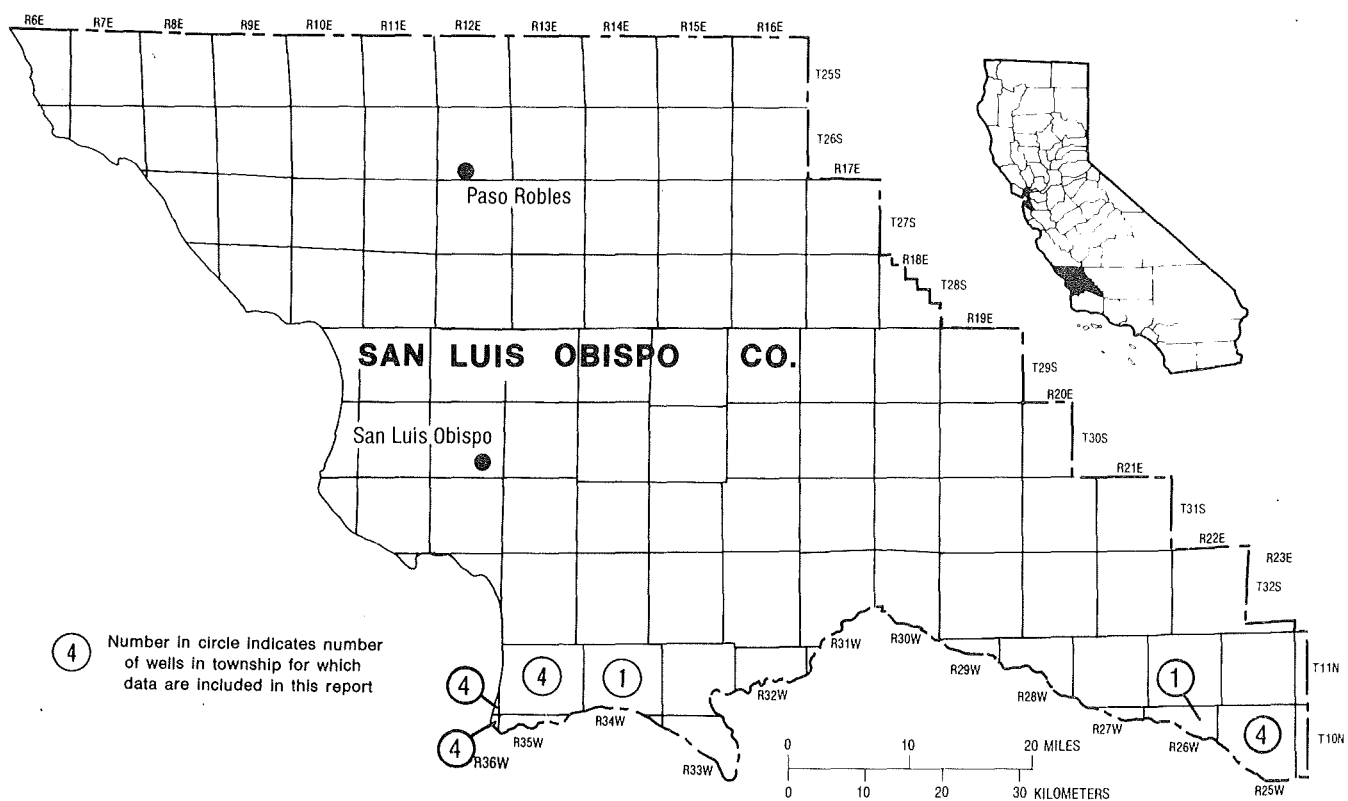 R6E R7E R8E R9E R10E R11E R12E R13E R14E R15E R16E
T25S
T26S
R17E
Paso Robles
T27S
R18E
T28S
R19E
SAN LUIS OBISPO CO.
T29S
R20E
San Luis Obispo
T30S
R21E
T31S
R22E
R23E
T32S
4 Number in circle indicates number
of wells in township for which
data are included in this report
R31W R30W
R29W
T11N
4 4 1
1
R32W
R28W
R27W
R26W
4
T10N
4
R36W
R35W
R34W
R33W
R25W
0 10 20 MILES
0 10 20 30 KILOMETERS